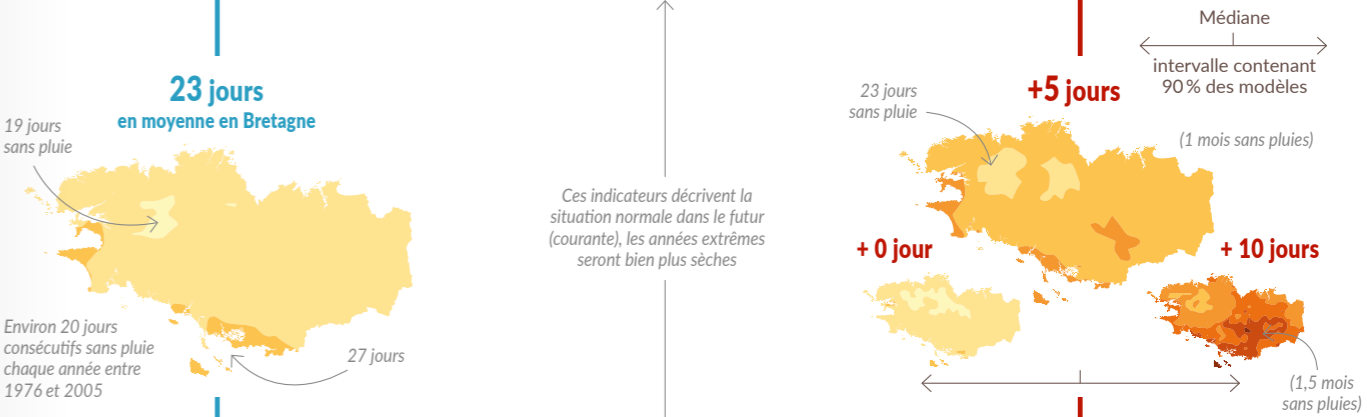 23 jours
en moyenne en Bretagne
19 jours
sans pluie
Environ 20 jours
consécutifs sans pluie
chaque année entre
1976 et 2005
27 jours
Ces indicateurs décrivent la
situation normale dans le futur
(courante), les années extrêmes
seront bien plus sèches
Médiane
intervalle contenant
90 % des modèles
+5 jours
23 jours
sans pluie
(1 mois sans pluies)
+ 0 jour
+ 10 jours
(1,5 mois
sans pluies)